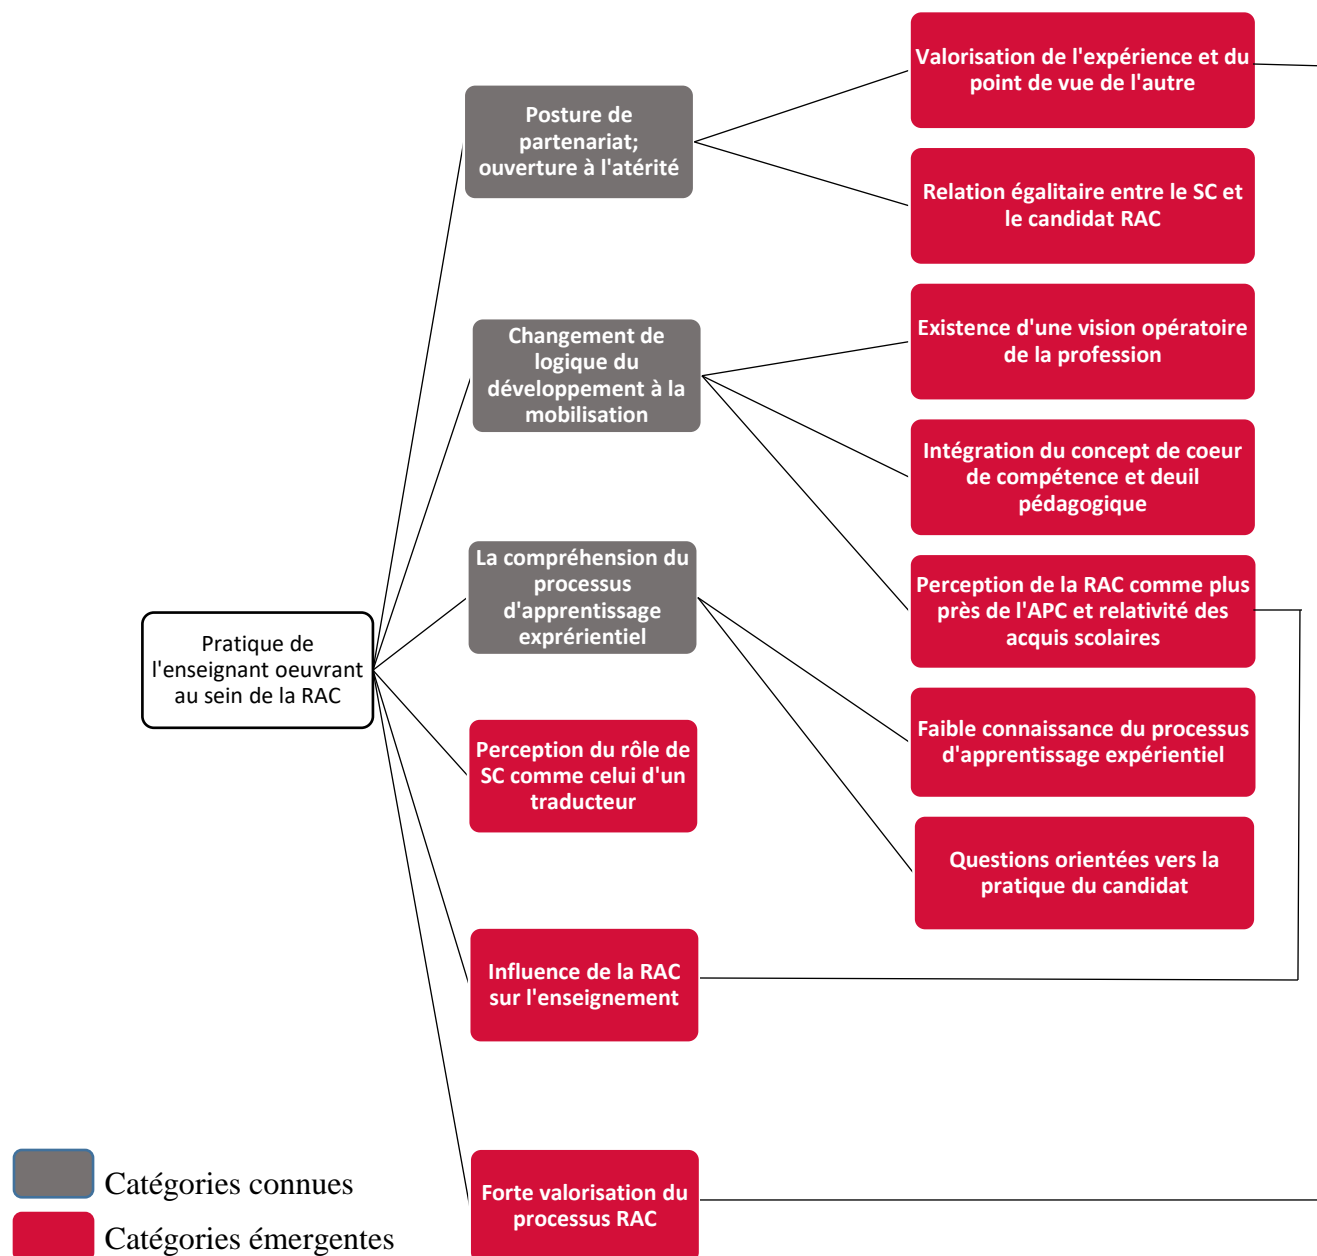 Pratique de
l'enseignant oeuvrant
au sein de la RAC
Posture de
partenariat;
ouverture à l'atérité
Valorisation de l'expérience et du
point de vue de l'autre
Relation égalitaire entre le SC et
le candidat RAC
Changement de
logique du
développement à la
mobilisation
Existence d'une vision opératoire
de la profession
Intégration du concept de coeur
de compétence et deuil
pédagogique
Perception de la RAC comme plus
près de l'APC et relativité des
acquis scolaires
La compréhension du
processus
d'apprentissage
exprérientiel
Faible connaissance du processus
d'apprentissage expérientiel
Questions orientées vers la
pratique du candidat
Perception du rôle de
SC comme celui d'un
traducteur
Influence de la RAC
sur l'enseignement
Forte valorisation du
processus RAC
Catégories connues
Catégories émergentes